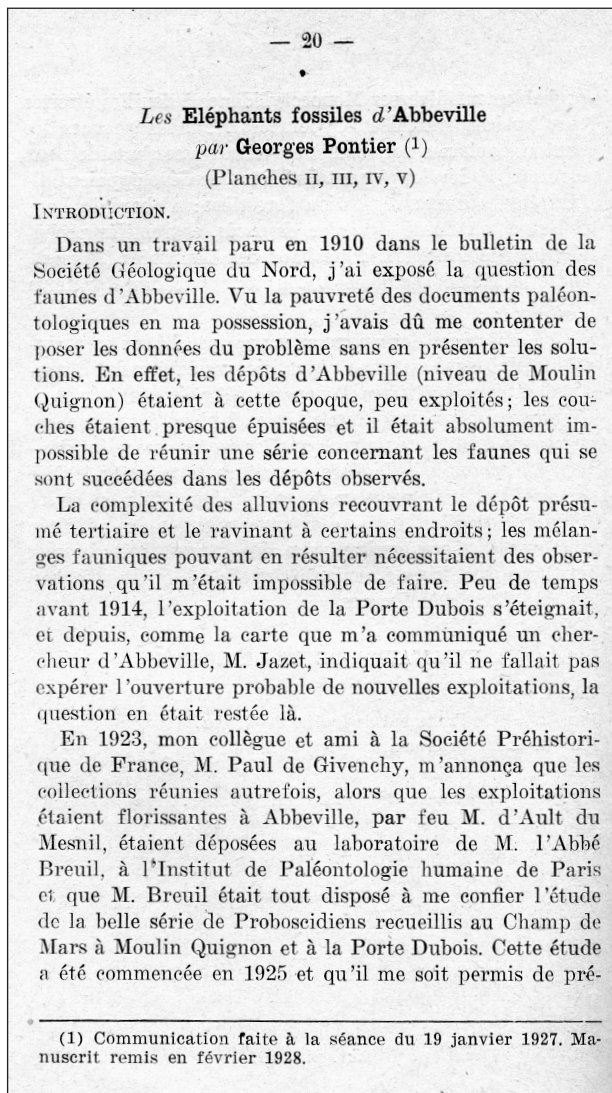 — 20 —
Les Eléphants fossiles d'Abbeville
par Georges Pontier (1)
(Planches II, III, IV, V)
INTRODUCTION.
Dans un travail paru en 1910 dans le bulletin de la
Société Géologique du Nord, j'ai exposé la question des
faunes d'Abbeville. Vu la pauvreté des documents paléon-
tologiques en ma possession, j'avais dû me contenter de
poser les données du problème sans en présenter les solu-
tions. En effet, les dépôts d'Abbeville (niveau de Moulin
Quignon) étaient à cette époque, peu exploités; les cou-
ches étaient presque épuisées et il était absolument im-
possible de réunir une série concernant les faunes qui se
sont succédées dans les dépôts observés.
La complexité des alluvions recouvrant le dépôt présu-
mé tertiaire et le ravinant à certains endroits; les mélan-
ges fauniques pouvant en résulter nécessitaient des obser-
vations qu'il m'était impossible de faire. Peu de temps
avant 1914, l'exploitation de la Porte Dubois s'éteignait,
et depuis, comme la carte que m'a communiqué un cher-
cheur d'Abbeville, M. Jazet, indiquait qu'il ne fallait pas
expérer l'ouverture probable de nouvelles exploitations, la
question en était restée là.
En 1923, mon collègue et ami à la Société Préhistori-
que de France, M. Paul de Givenchy, m'annonça que les
collections réunies autrefois, alors que les exploitations
étaient florissantes à Abbeville, par feu M. d'Ault du
Mesnil, étaient déposées au laboratoire de M. l'Abbé
Breuil, à l'Institut de Paléontologie humaine de Paris
et que M. Breuil était tout disposé à me confier l'étude
de la belle série de Proboscidiens recueillis au Champ de
Mars à Moulin Quignon et à la Porte Dubois. Cette étude
a été commencée en 1925 et qu'il me soit permis de pré-
(1) Communication faite à la séance du 19 janvier 1927. Ma-
nuscrit remis en février 1928.